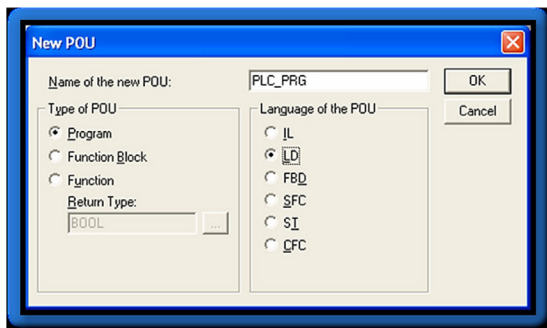 New POU
Name of the new POU:
PLC_PRG
OK
Cancel
Type of POU
Program
Function Block
Function
Return Type:
BOOL
...
Language of the POU
IL
LD
FBD
SFC
ST
CFC